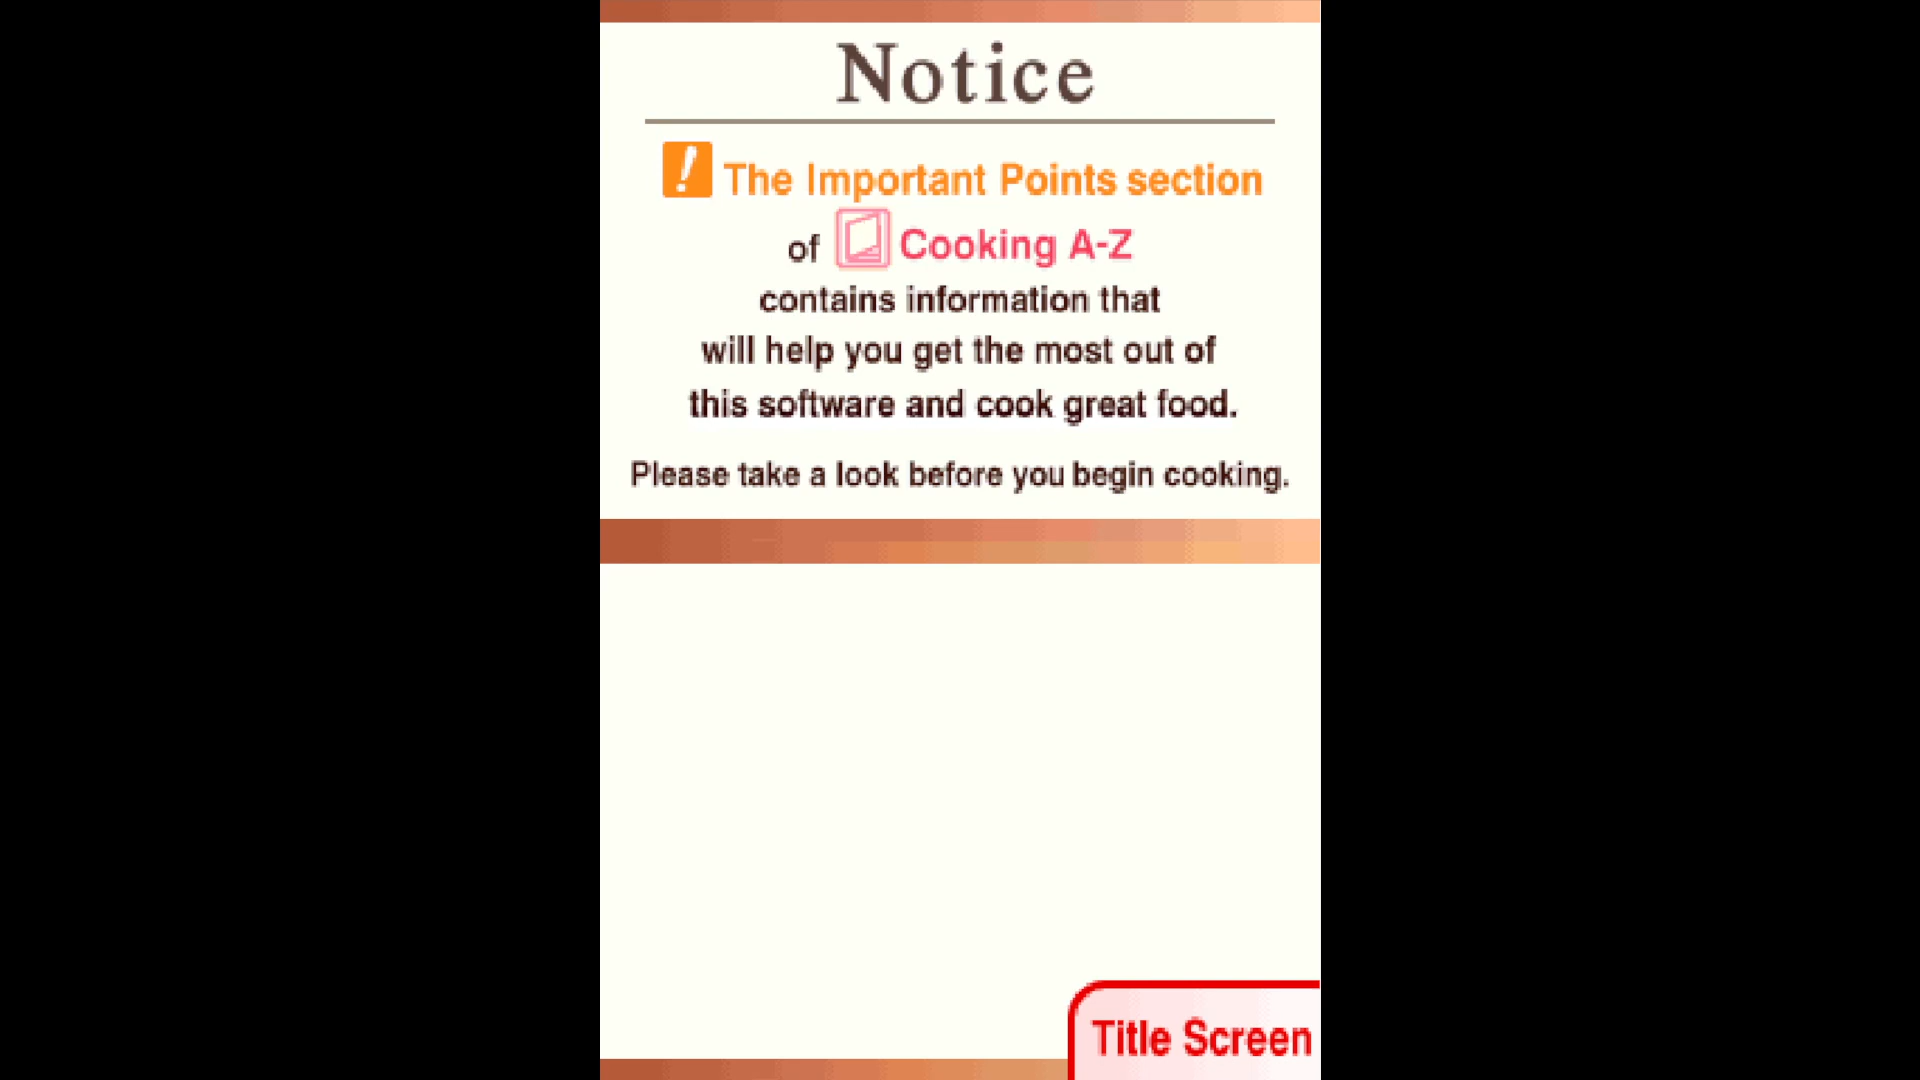 Notice
! The Important Points section
of Cooking A-Z
contains information that
will help you get the most out of
this software and cook great food.
Please take a look before you begin cooking.
Title Screen